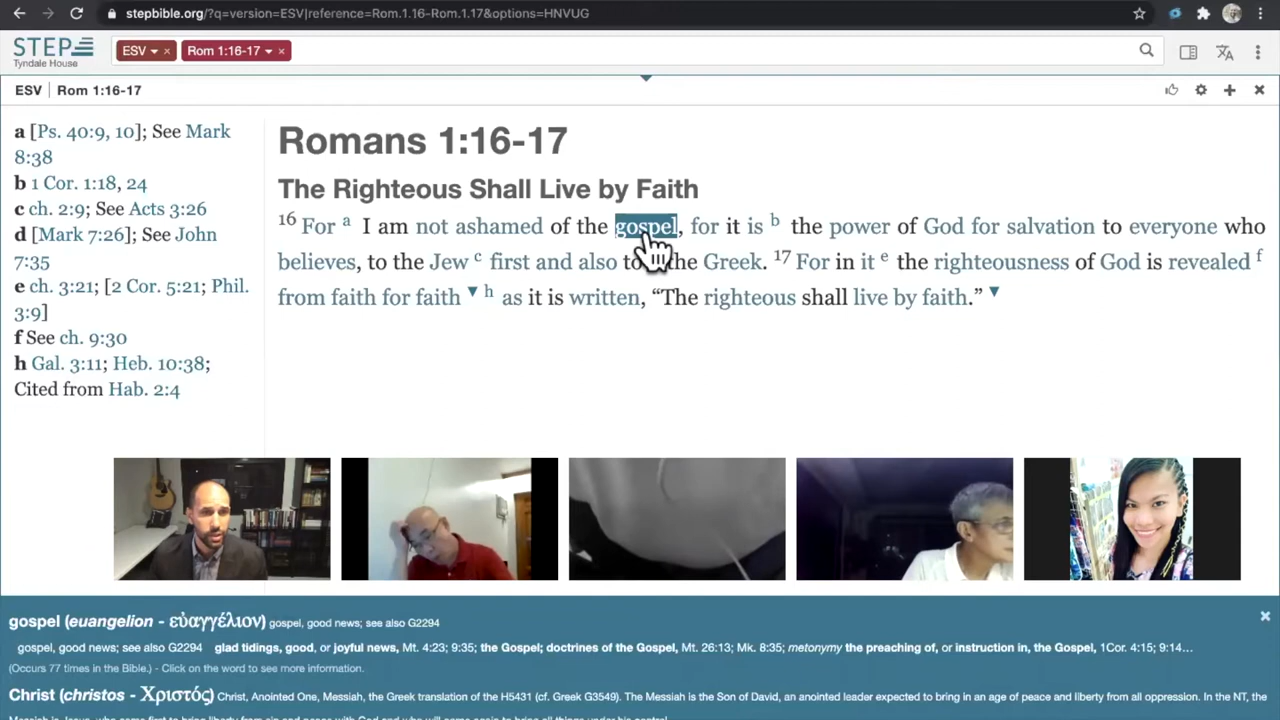 stepbible.org/?q=version=ESV|reference=Rom.1.16-Rom.1.17&options=HNVUG
STEP
Tyndale House
ESV ▾ × Rom 1:16-17 ▾ ×
ESV | Rom 1:16-17
a [Ps. 40:9, 10]; See Mark
8:38
b 1 Cor. 1:18, 24
c ch. 2:9; See Acts 3:26
d [Mark 7:26]; See John
7:35
e ch. 3:21; [2 Cor. 5:21; Phil.
3:9]
f See ch. 9:30
h Gal. 3:11; Heb. 10:38;
Cited from Hab. 2:4
Romans 1:16-17
The Righteous Shall Live by Faith
16 For a I am not ashamed of the gospel, for it is b the power of God for salvation to everyone who
believes, to the Jew c first and also to the Greek. 17 For in it e the righteousness of God is revealed f
from faith for faith ▼ h as it is written, “The righteous shall live by faith.” ▼
gospel (euangelion - εὐαγγέλιον) gospel, good news; see also G2294
gospel, good news; see also G2294 glad tidings, good, or joyful news, Mt. 4:23; 9:35; the Gospel; doctrines of the Gospel, Mt. 26:13; Mk. 8:35; metonymy the preaching of, or instruction in, the Gospel, 1Cor. 4:15; 9:14…
(Occurs 77 times in the Bible.) - Click on the word to see more information.
Christ (christos - Χριστός) Christ, Anointed One, Messiah, the Greek translation of the H5431 (cf. Greek G3549). The Messiah is the Son of David, an anointed leader expected to bring in an age of peace and liberty from all oppression. In the NT, the